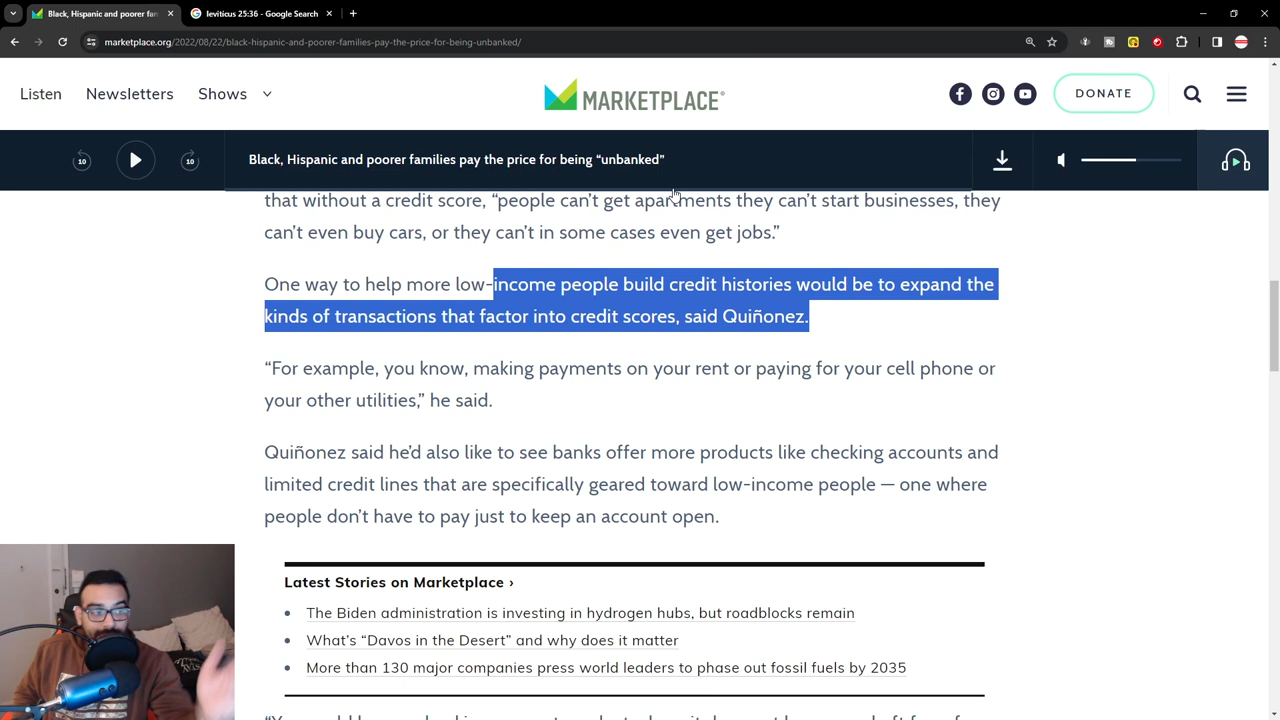 Black, Hispanic and poorer fam
leviticus 25:36 - Google Search
marketplace.org/2022/08/22/black-hispanic-and-poorer-families-pay-the-price-for-being-unbanked/
Listen Newsletters Shows
MARKETPLACE®
DONATE
10 10 Black, Hispanic and poorer families pay the price for being “unbanked”
that without a credit score, “people can’t get apartments they can’t start businesses, they
can’t even buy cars, or they can’t in some cases even get jobs.”
One way to help more low-income people build credit histories would be to expand the
kinds of transactions that factor into credit scores, said Quiñonez.
“For example, you know, making payments on your rent or paying for your cell phone or
your other utilities,” he said.
Quiñonez said he’d also like to see banks offer more products like checking accounts and
limited credit lines that are specifically geared toward low-income people — one where
people don’t have to pay just to keep an account open.
Latest Stories on Marketplace ›
The Biden administration is investing in hydrogen hubs, but roadblocks remain
What’s “Davos in the Desert” and why does it matter
More than 130 major companies press world leaders to phase out fossil fuels by 2035